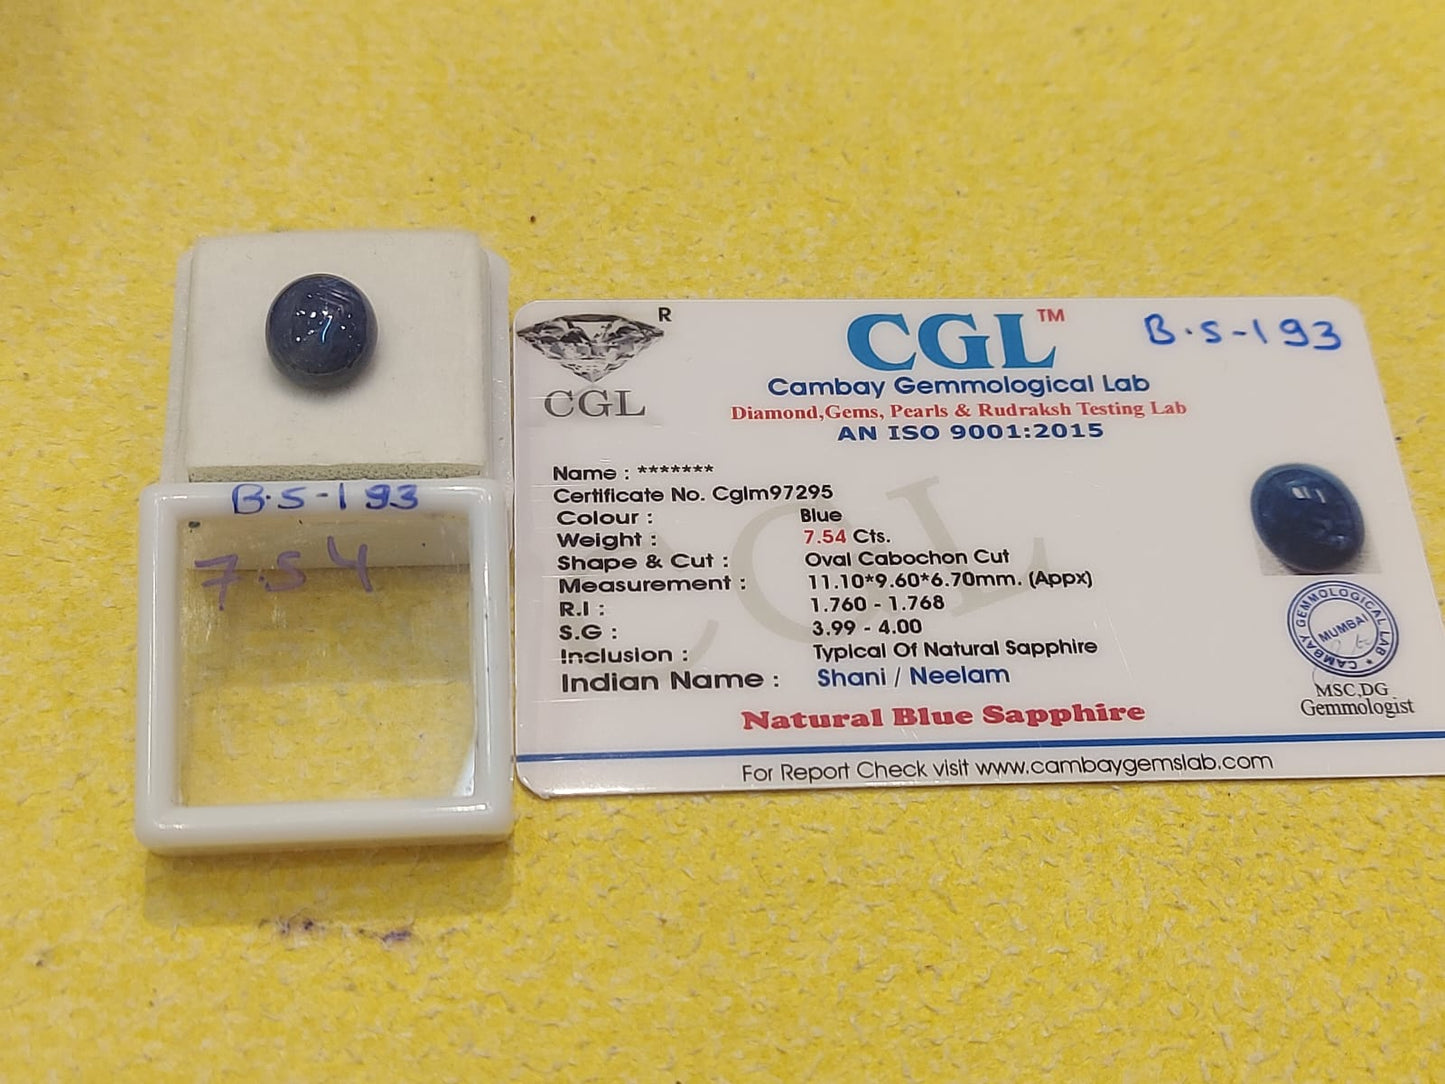 B.S-193
7.54
R
CGL
CGL™
B.S-193
Cambay Gemmological Lab
Diamond,Gems, Pearls & Rudraksh Testing Lab
AN ISO 9001:2015
Name : *******
Certificate No. Cglm97295
Colour : Blue
Weight : 7.54 Cts.
Shape & Cut : Oval Cabochon Cut
Measurement : 11.10*9.60*6.70mm. (Appx)
R.I : 1.760 - 1.768
S.G : 3.99 - 4.00
Inclusion : Typical Of Natural Sapphire
Indian Name : Shani / Neelam
Natural Blue Sapphire
CAMBAY GEMMOLOGICAL LAB
MUMBAI
MSC,DG
Gemmologist
For Report Check visit www.cambaygemslab.com
CGL